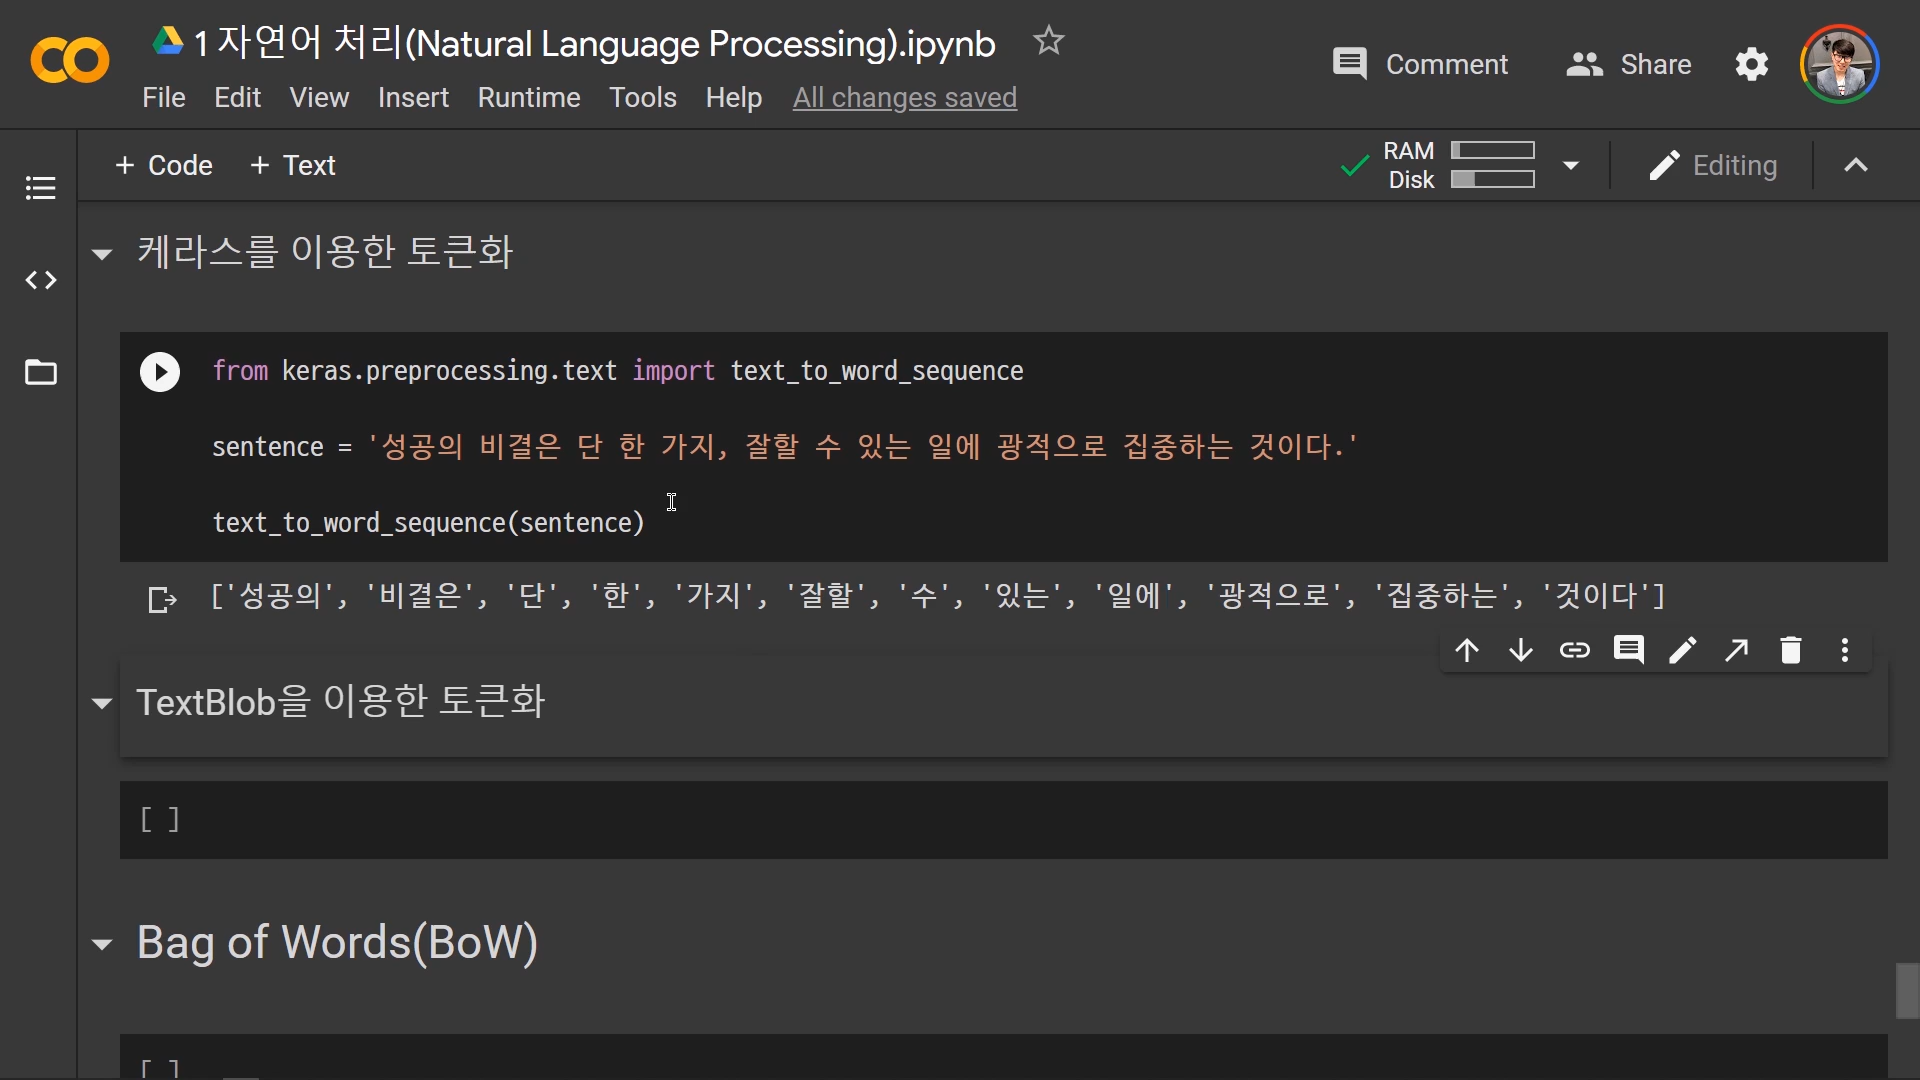 1 자연어 처리(Natural Language Processing).ipynb
Comment
Share
File Edit View Insert Runtime Tools Help All changes saved
+ Code + Text
RAM
Disk
Editing
케라스를 이용한 토큰화
from keras.preprocessing.text import text_to_word_sequence
sentence = '성공의 비결은 단 한 가지, 잘할 수 있는 일에 광적으로 집중하는 것이다.'
text_to_word_sequence(sentence)
['성공의', '비결은', '단', '한', '가지', '잘할', '수', '있는', '일에', '광적으로', '집중하는', '것이다']
TextBlob을 이용한 토큰화
[ ]
Bag of Words(BoW)
[ ]